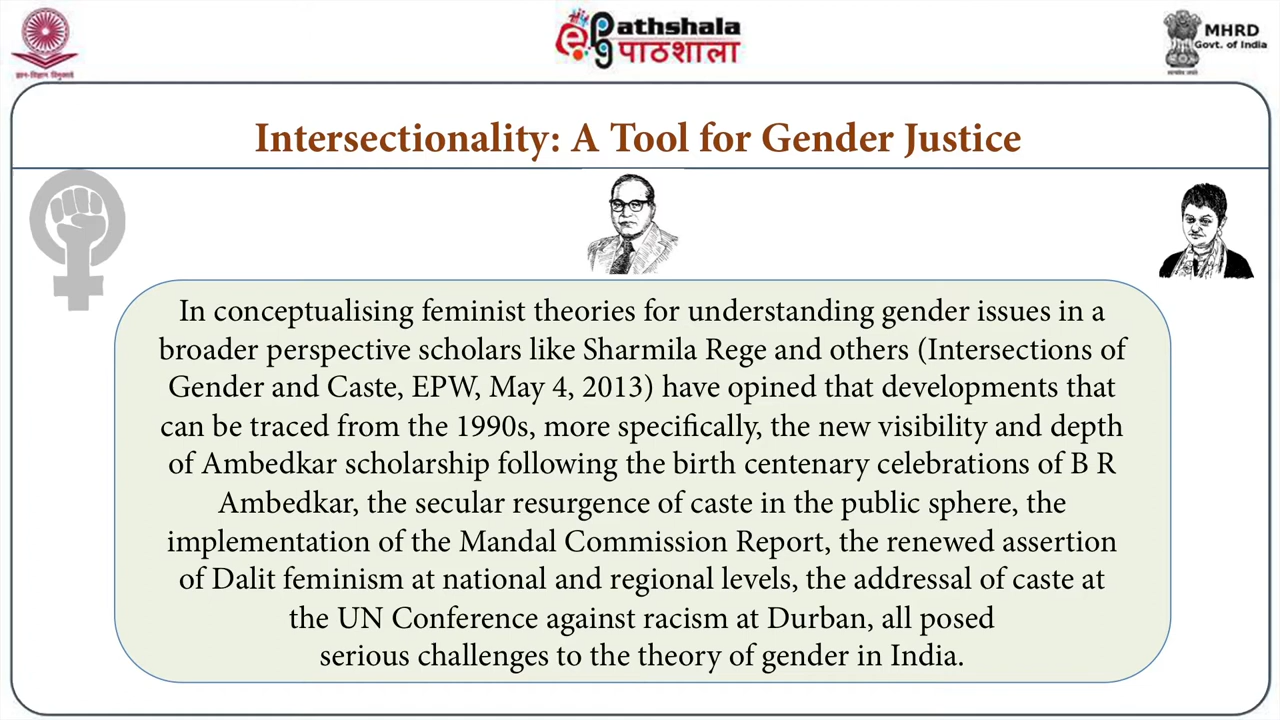 ePathshala
पाठशाला
MHRD
Govt. of India
ज्ञान-विज्ञान विमुक्तये
Intersectionality: A Tool for Gender Justice
In conceptualising feminist theories for understanding gender issues in a
broader perspective scholars like Sharmila Rege and others (Intersections of
Gender and Caste, EPW, May 4, 2013) have opined that developments that
can be traced from the 1990s, more specifically, the new visibility and depth
of Ambedkar scholarship following the birth centenary celebrations of B R
Ambedkar, the secular resurgence of caste in the public sphere, the
implementation of the Mandal Commission Report, the renewed assertion
of Dalit feminism at national and regional levels, the addressal of caste at
the UN Conference against racism at Durban, all posed
serious challenges to the theory of gender in India.